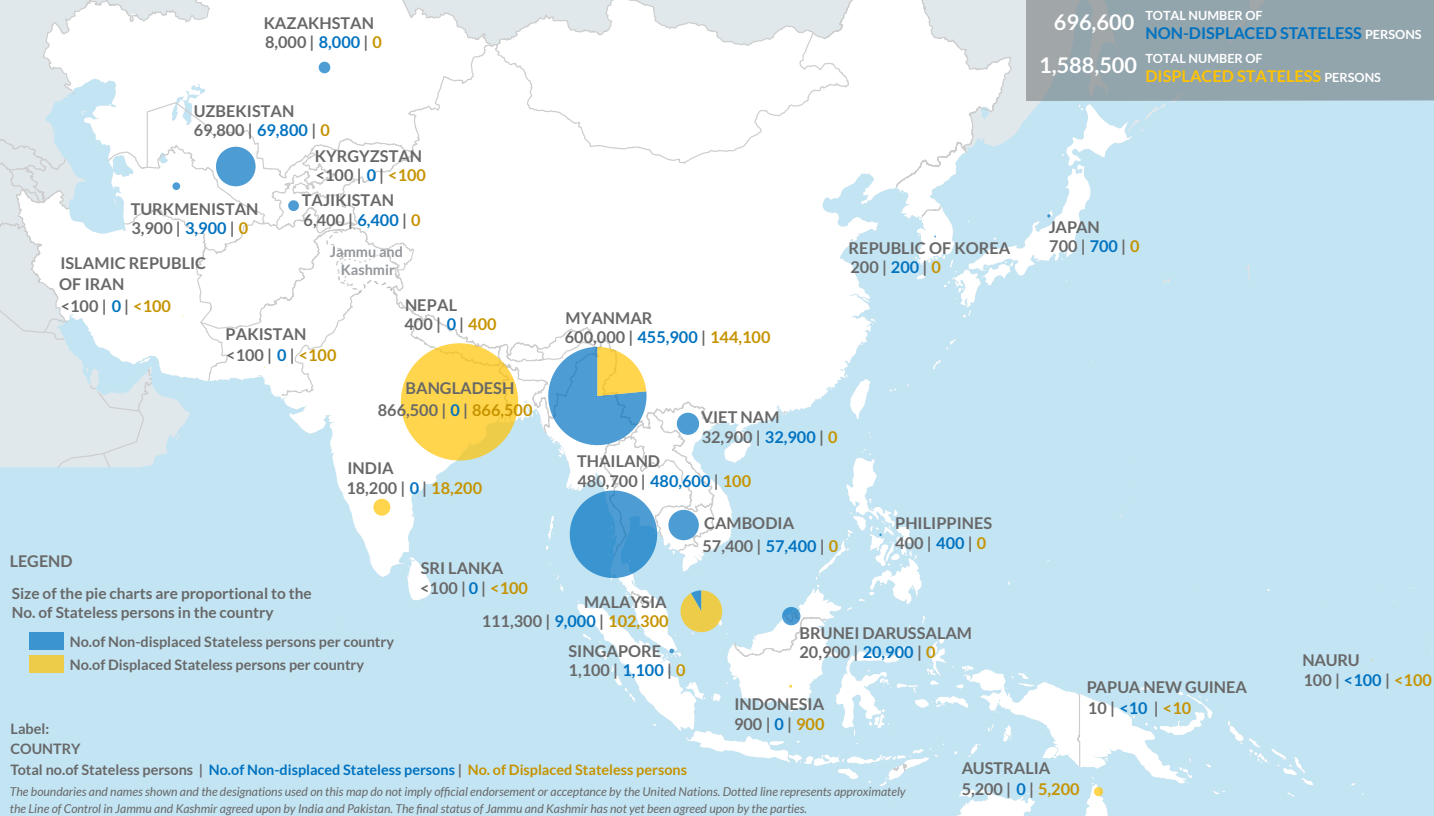 696,600 TOTAL NUMBER OF
NON-DISPLACED STATELESS PERSONS
1,588,500 TOTAL NUMBER OF
DISPLACED STATELESS PERSONS
KAZAKHSTAN
8,000 | 8,000 | 0
UZBEKISTAN
69,800 | 69,800 | 0
KYRGYZSTAN
<100 | 0 | <100
TAJIKISTAN
6,400 | 6,400 | 0
TURKMENISTAN
3,900 | 3,900 | 0
ISLAMIC REPUBLIC
OF IRAN
<100 | 0 | <100
Jammu and
Kashmir
REPUBLIC OF KOREA
200 | 200 | 0
JAPAN
700 | 700 | 0
NEPAL
400 | 0 | 400
PAKISTAN
<100 | 0 | <100
MYANMAR
600,000 | 455,900 | 144,100
BANGLADESH
866,500 | 0 | 866,500
VIET NAM
32,900 | 32,900 | 0
INDIA
18,200 | 0 | 18,200
THAILAND
480,700 | 480,600 | 100
CAMBODIA
57,400 | 57,400 | 0
PHILIPPINES
400 | 400 | 0
SRI LANKA
<100 | 0 | <100
MALAYSIA
111,300 | 9,000 | 102,300
BRUNEI DARUSSALAM
20,900 | 20,900 | 0
SINGAPORE
1,100 | 1,100 | 0
INDONESIA
900 | 0 | 900
NAURU
100 | <100 | <100
PAPUA NEW GUINEA
10 | <10 | <10
AUSTRALIA
5,200 | 0 | 5,200
LEGEND
Size of the pie charts are proportional to the
No. of Stateless persons in the country
No.of Non-displaced Stateless persons per country
No.of Displaced Stateless persons per country
Label:
COUNTRY
Total no.of Stateless persons | No.of Non-displaced Stateless persons | No. of Displaced Stateless persons
The boundaries and names shown and the designations used on this map do not imply official endorsement or acceptance by the United Nations. Dotted line represents approximately
the Line of Control in Jammu and Kashmir agreed upon by India and Pakistan. The final status of Jammu and Kashmir has not yet been agreed upon by the parties.